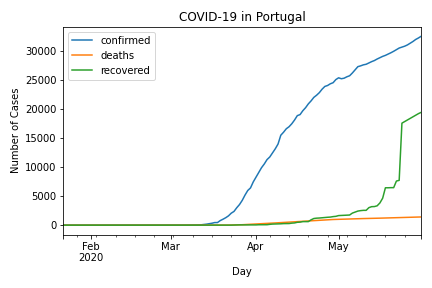 COVID-19 in Portugal
confirmed
deaths
recovered
Number of Cases
30000
25000
20000
15000
10000
5000
0
Feb
2020
Mar
Apr
May
Day